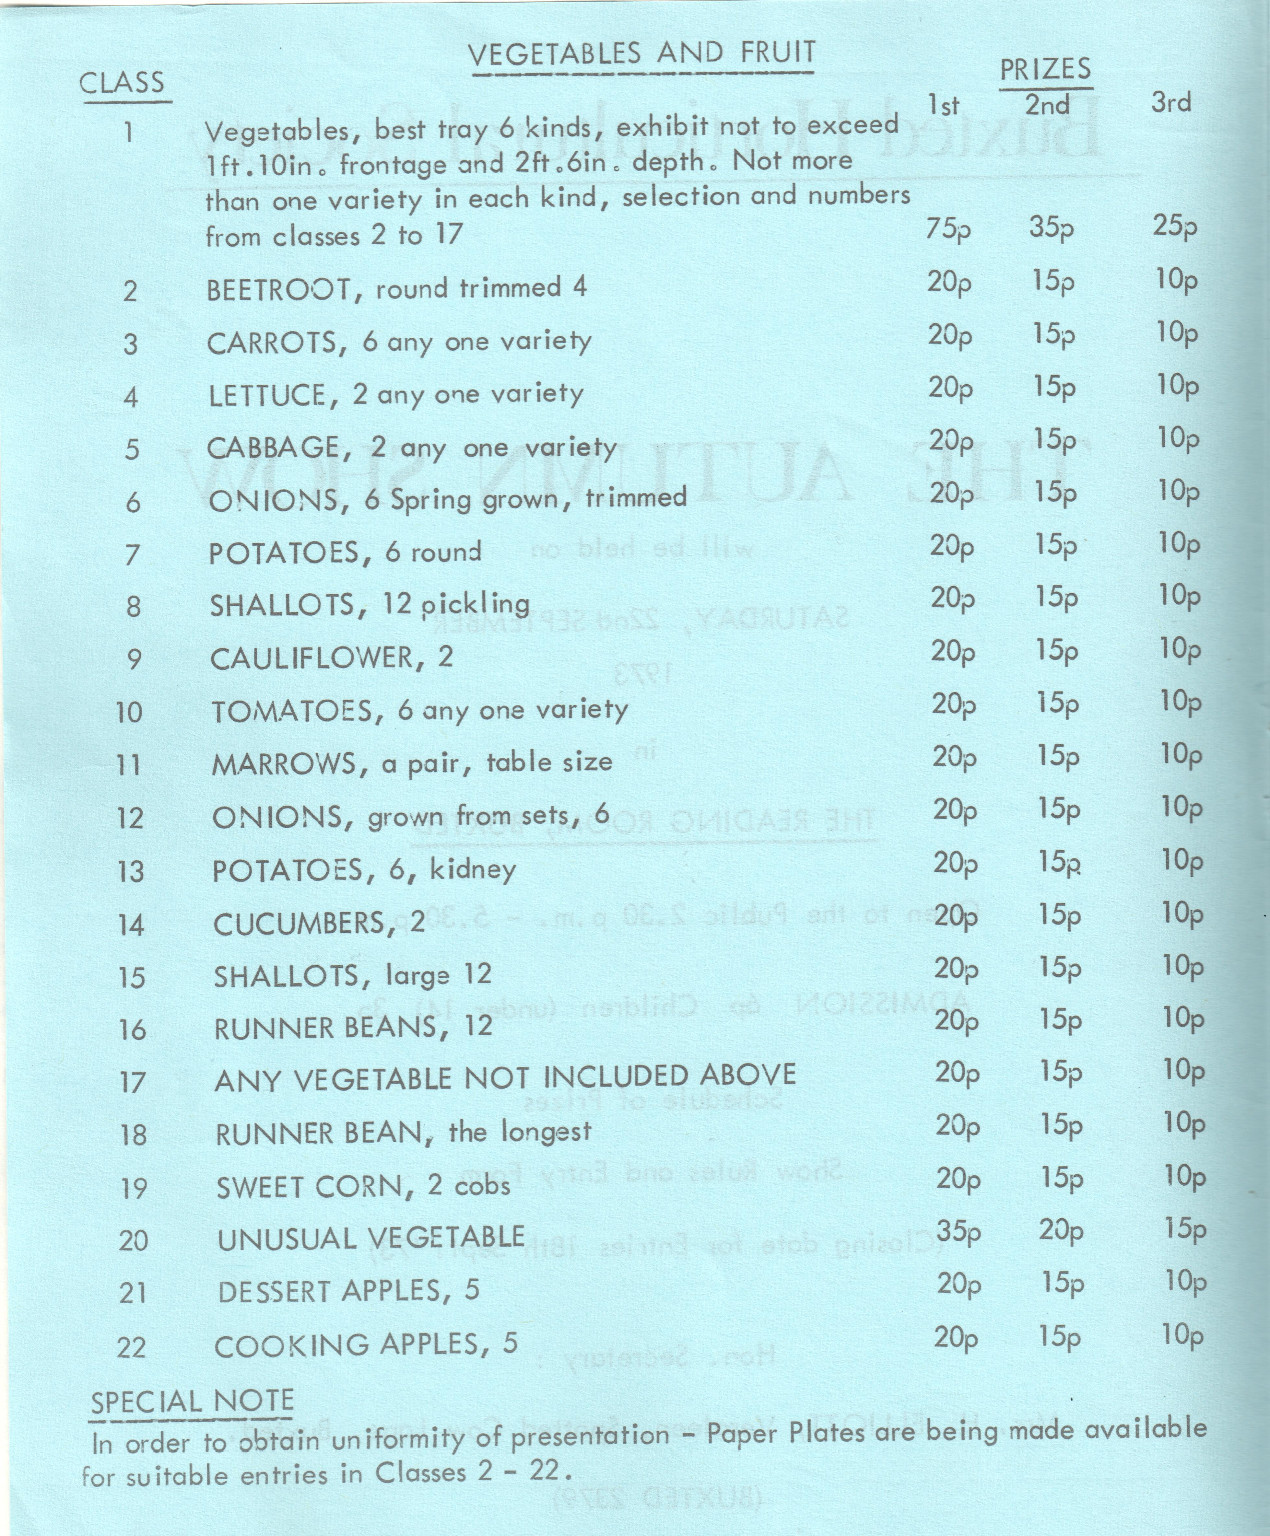 VEGETABLES AND FRUIT
CLASS PRIZES
1st 2nd 3rd
1 Vegetables, best tray 6 kinds, exhibit not to exceed
1ft.10in. frontage and 2ft.6in. depth. Not more
than one variety in each kind, selection and numbers
from classes 2 to 17 75p 35p 25p
2 BEETROOT, round trimmed 4 20p 15p 10p
3 CARROTS, 6 any one variety 20p 15p 10p
4 LETTUCE, 2 any one variety 20p 15p 10p
5 CABBAGE, 2 any one variety 20p 15p 10p
6 ONIONS, 6 Spring grown, trimmed 20p 15p 10p
7 POTATOES, 6 round 20p 15p 10p
8 SHALLOTS, 12 pickling 20p 15p 10p
9 CAULIFLOWER, 2 20p 15p 10p
10 TOMATOES, 6 any one variety 20p 15p 10p
11 MARROWS, a pair, table size 20p 15p 10p
12 ONIONS, grown from sets, 6 20p 15p 10p
13 POTATOES, 6, kidney 20p 15p 10p
14 CUCUMBERS, 2 20p 15p 10p
15 SHALLOTS, large 12 20p 15p 10p
16 RUNNER BEANS, 12 20p 15p 10p
17 ANY VEGETABLE NOT INCLUDED ABOVE 20p 15p 10p
18 RUNNER BEAN, the longest 20p 15p 10p
19 SWEET CORN, 2 cobs 20p 15p 10p
20 UNUSUAL VEGETABLE 35p 20p 15p
21 DESSERT APPLES, 5 20p 15p 10p
22 COOKING APPLES, 5 20p 15p 10p
SPECIAL NOTE
In order to obtain uniformity of presentation - Paper Plates are being made available
for suitable entries in Classes 2 - 22.